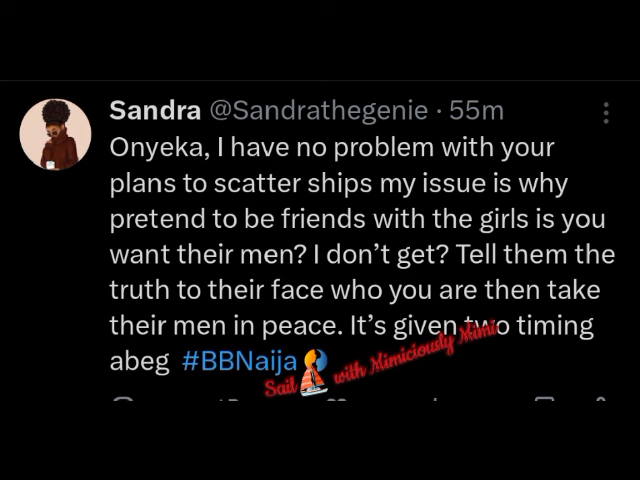 Sandra @Sandrathegenie · 55m
Onyeka, I have no problem with your
plans to scatter ships my issue is why
pretend to be friends with the girls is you
want their men? I don’t get? Tell them the
truth to their face who you are then take
their men in peace. It’s given two timing
abeg #BBNaija
Sail with Mimiciously Mimi